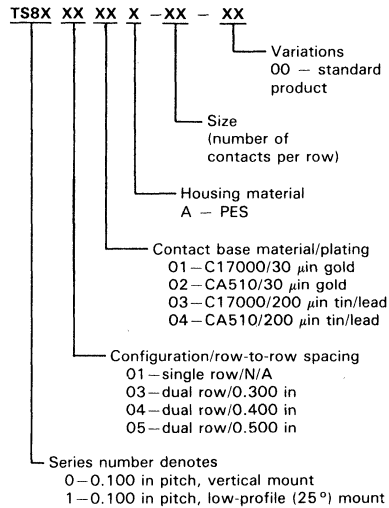 TS8X XX XX X – XX – XX
Variations
00 – standard
product
Size
(number of
contacts per row)
Housing material
A – PES
Contact base material/plating
01–C17000/30 μin gold
02–CA510/30 μin gold
03–C17000/200 μin tin/lead
04–CA510/200 μin tin/lead
Configuration/row-to-row spacing
01–single row/N/A
03–dual row/0.300 in
04–dual row/0.400 in
05–dual row/0.500 in
Series number denotes
0–0.100 in pitch, vertical mount
1–0.100 in pitch, low-profile (25°) mount